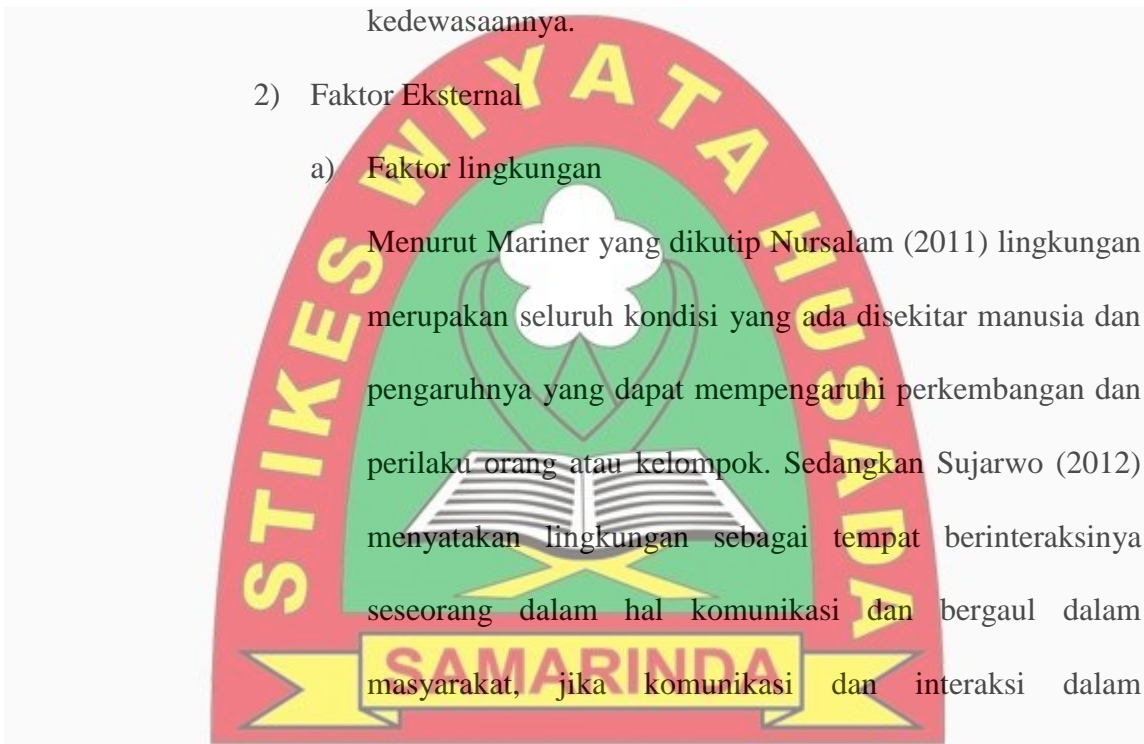 kedewasaannya.
2) Faktor Eksternal
a) Faktor lingkungan
Menurut Mariner yang dikutip Nursalam (2011) lingkungan
merupakan seluruh kondisi yang ada disekitar manusia dan
pengaruhnya yang dapat mempengaruhi perkembangan dan
perilaku orang atau kelompok. Sedangkan Sujarwo (2012)
menyatakan lingkungan sebagai tempat berinteraksinya
seseorang dalam hal komunikasi dan bergaul dalam
masyarakat, jika komunikasi dan interaksi dalam
STIKES WIYATA HUSADA
SAMARINDA